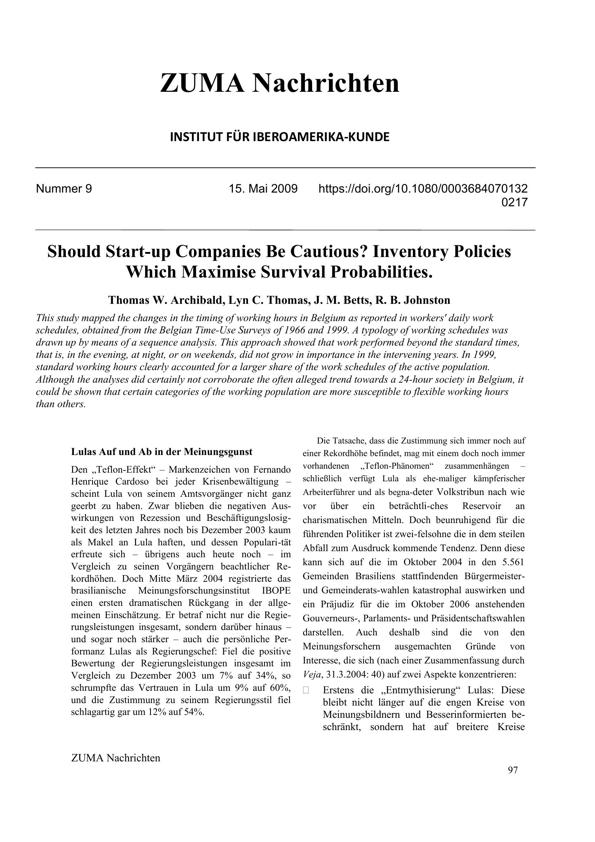 ZUMA Nachrichten
INSTITUT FÜR IBEROAMERIKA-KUNDE
Nummer 9 15. Mai 2009 https://doi.org/10.1080/0003684070132
0217
Should Start-up Companies Be Cautious? Inventory Policies
Which Maximise Survival Probabilities.
Thomas W. Archibald, Lyn C. Thomas, J. M. Betts, R. B. Johnston
This study mapped the changes in the timing of working hours in Belgium as reported in workers' daily work
schedules, obtained from the Belgian Time-Use Surveys of 1966 and 1999. A typology of working schedules was
drawn up by means of a sequence analysis. This approach showed that work performed beyond the standard times,
that is, in the evening, at night, or on weekends, did not grow in importance in the intervening years. In 1999,
standard working hours clearly accounted for a larger share of the work schedules of the active population.
Although the analyses did certainly not corroborate the often alleged trend towards a 24-hour society in Belgium, it
could be shown that certain categories of the working population are more susceptible to flexible working hours
than others.
Lulas Auf und Ab in der Meinungsgunst
Den „Teflon-Effekt“ – Markenzeichen von Fernando
Henrique Cardoso bei jeder Krisenbewältigung –
scheint Lula von seinem Amtsvorgänger nicht ganz
geerbt zu haben. Zwar blieben die negativen Aus-
wirkungen von Rezession und Beschäftigungslosig-
keit des letzten Jahres noch bis Dezember 2003 kaum
als Makel an Lula haften, und dessen Populari-tät
erfreute sich – übrigens auch heute noch – im
Vergleich zu seinen Vorgängern beachtlicher Re-
kordhöhen. Doch Mitte März 2004 registrierte das
brasilianische Meinungsforschungsinstitut IBOPE
einen ersten dramatischen Rückgang in der allge-
meinen Einschätzung. Er betraf nicht nur die Regie-
rungsleistungen insgesamt, sondern darüber hinaus –
und sogar noch stärker – auch die persönliche Per-
formanz Lulas als Regierungschef: Fiel die positive
Bewertung der Regierungsleistungen insgesamt im
Vergleich zu Dezember 2003 um 7% auf 34%, so
schrumpfte das Vertrauen in Lula um 9% auf 60%,
und die Zustimmung zu seinem Regierungsstil fiel
schlagartig gar um 12% auf 54%.
Die Tatsache, dass die Zustimmung sich immer noch auf
einer Rekordhöhe befindet, mag mit einem doch noch immer
vorhandenen „Teflon-Phänomen“ zusammenhängen –
schließlich verfügt Lula als ehe-maliger kämpferischer
Arbeiterführer und als begna-deter Volkstribun nach wie
vor über ein beträchtli-ches Reservoir an
charismatischen Mitteln. Doch beunruhigend für die
führenden Politiker ist zwei-felsohne die in dem steilen
Abfall zum Ausdruck kommende Tendenz. Denn diese
kann sich auf die im Oktober 2004 in den 5.561
Gemeinden Brasiliens stattfindenden Bürgermeister-
und Gemeinderats-wahlen katastrophal auswirken und
ein Präjudiz für die im Oktober 2006 anstehenden
Gouverneurs-, Parlaments- und Präsidentschaftswahlen
darstellen. Auch deshalb sind die von den
Meinungsforschern ausgemachten Gründe von
Interesse, die sich (nach einer Zusammenfassung durch
Veja, 31.3.2004: 40) auf zwei Aspekte konzentrieren:
Erstens die „Entmythisierung“ Lulas: Diese
bleibt nicht länger auf die engen Kreise von
Meinungsbildnern und Besserinformierten be-
schränkt, sondern hat auf breitere Kreise
ZUMA Nachrichten
97